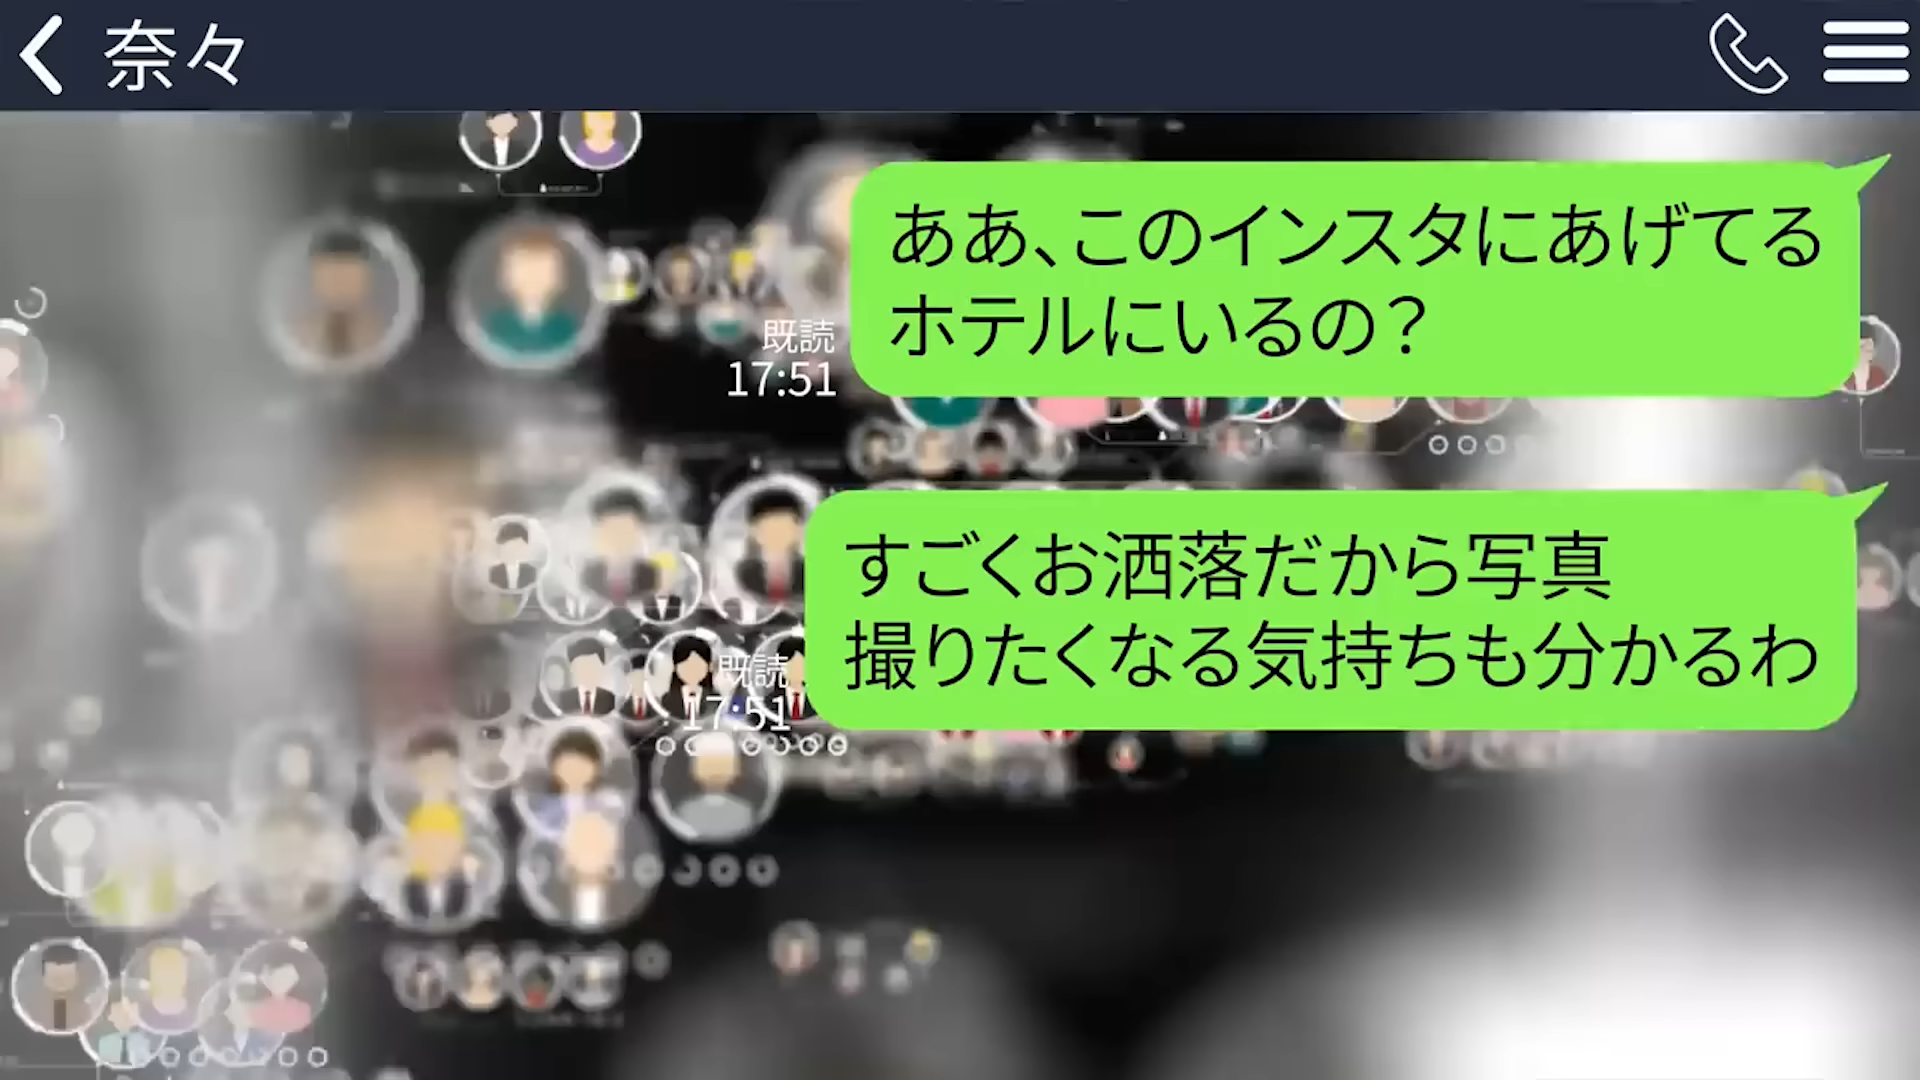 奈々
ああ、このインスタにあげてる
ホテルにいるの？
既読
17:51
すごくお洒落だから写真
撮りたくなる気持ちも分かるわ
既読
17:51